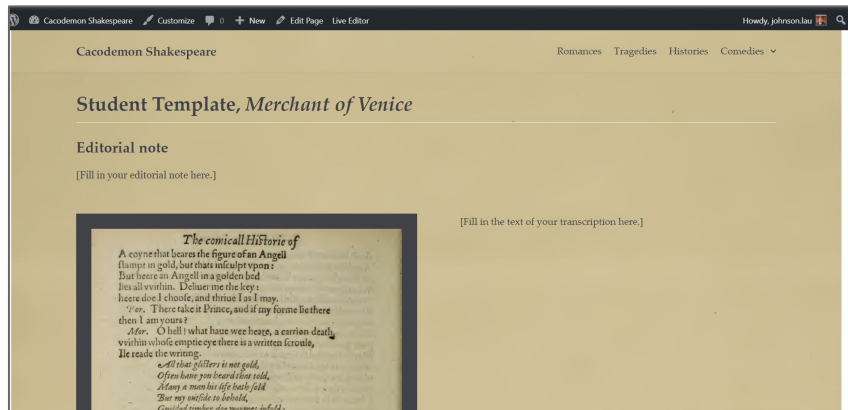 Cacodemon Shakespeare Customize 0 New Edit Page Live Editor Howdy, johnson.lau
Cacodemon Shakespeare Romances Tragedies Histories Comedies
Student Template, Merchant of Venice
Editorial note
[Fill in your editorial note here.]
[Fill in the text of your transcription here.]
The comicall Hiſtorie of
A coyne that beares the figure of an Angell
ſtampt in gold, but thats inſculpt vpon :
But heere an Angell in a golden bed
lies all vvithin. Deliuer me the key :
heere doe I chooſe, and thriue I as I may.
Por. There take it Prince, and if my forme lie there
then I am yours ?
Mor. O hell ! what haue wee heare, a carrion death,
vvithin whoſe emptie eye there is a written ſcroule,
Ile reade the writing.
All that gliſters is not gold,
Often haue you heard that told,
Many a man his life hath ſold
But my outſide to behold,
Guilded timber doe wormes infold :